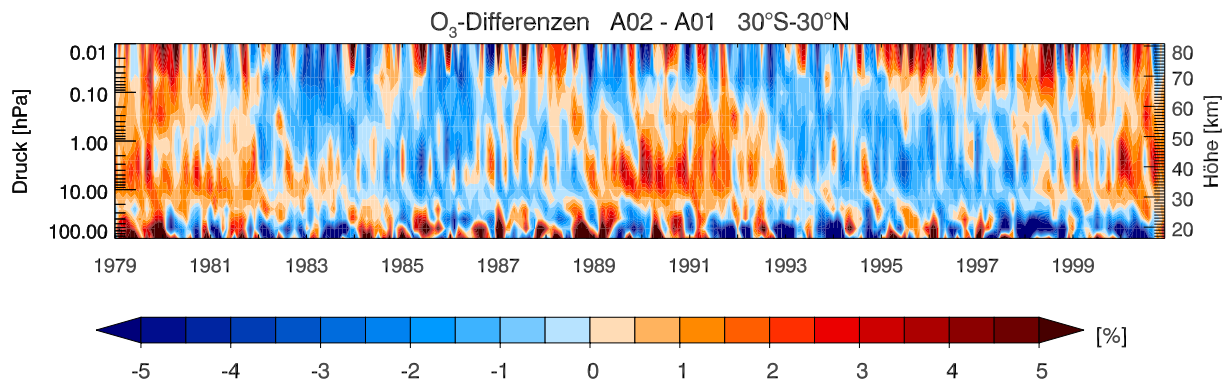 O3-Differenzen A02 - A01 30°S-30°N
Druck [hPa]
0.01
0.10
1.00
10.00
100.00
80
70
60
50
40
30
20
Höhe [km]
1979 1981 1983 1985 1987 1989 1991 1993 1995 1997 1999
[%]
-5 -4 -3 -2 -1 0 1 2 3 4 5